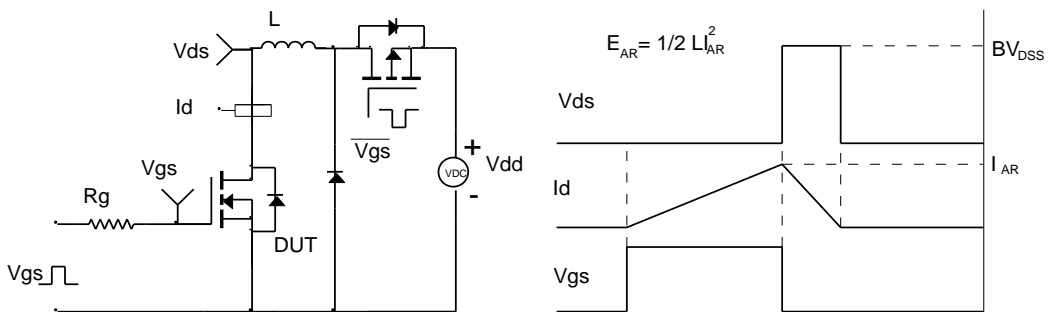 L
Vds
Id
Vgs
Rg
DUT
Vgs
Vgs
+
VDC
Vdd
-
E_AR = 1/2 LI²_AR
Vds
BV_DSS
Id
I_AR
Vgs